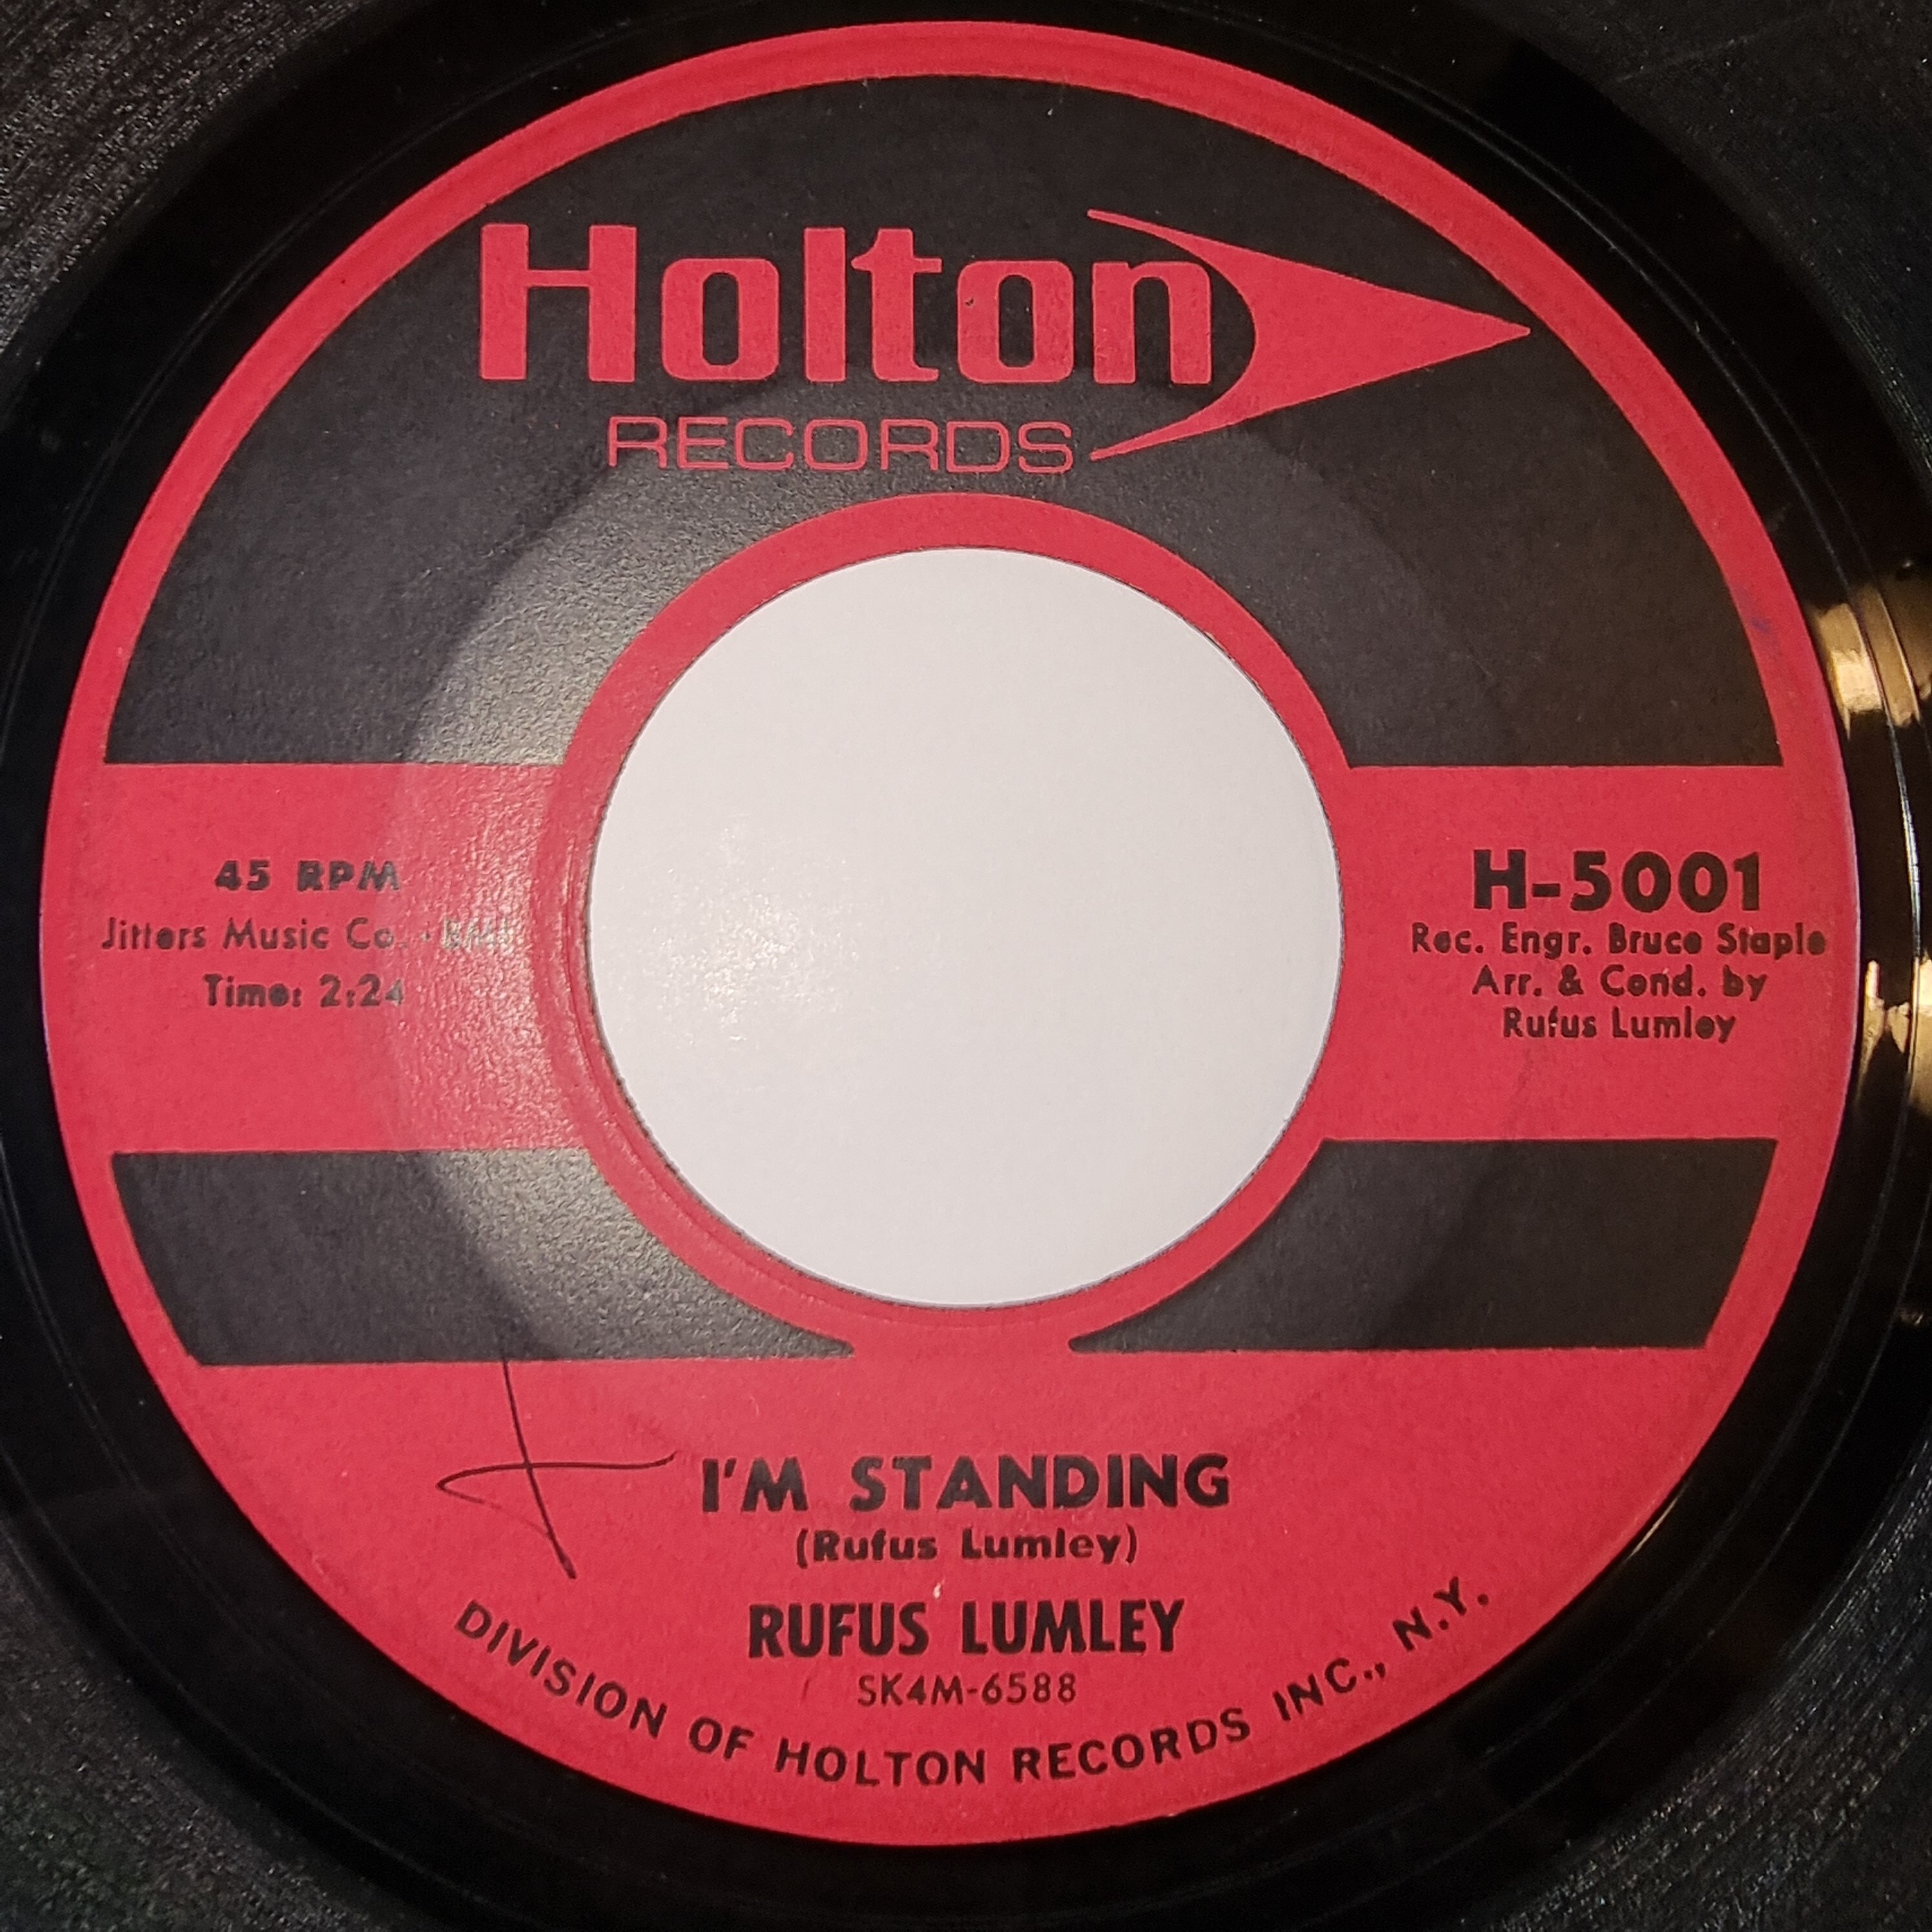 Holton
RECORDS
45 RPM
Jitters Music Co. - BMI
Time: 2:24
H-5001
Rec. Engr. Bruce Staple
Arr. & Cond. by
Rufus Lumley
I'M STANDING
(Rufus Lumley)
RUFUS LUMLEY
SK4M-6588
DIVISION OF HOLTON RECORDS INC., N.Y.